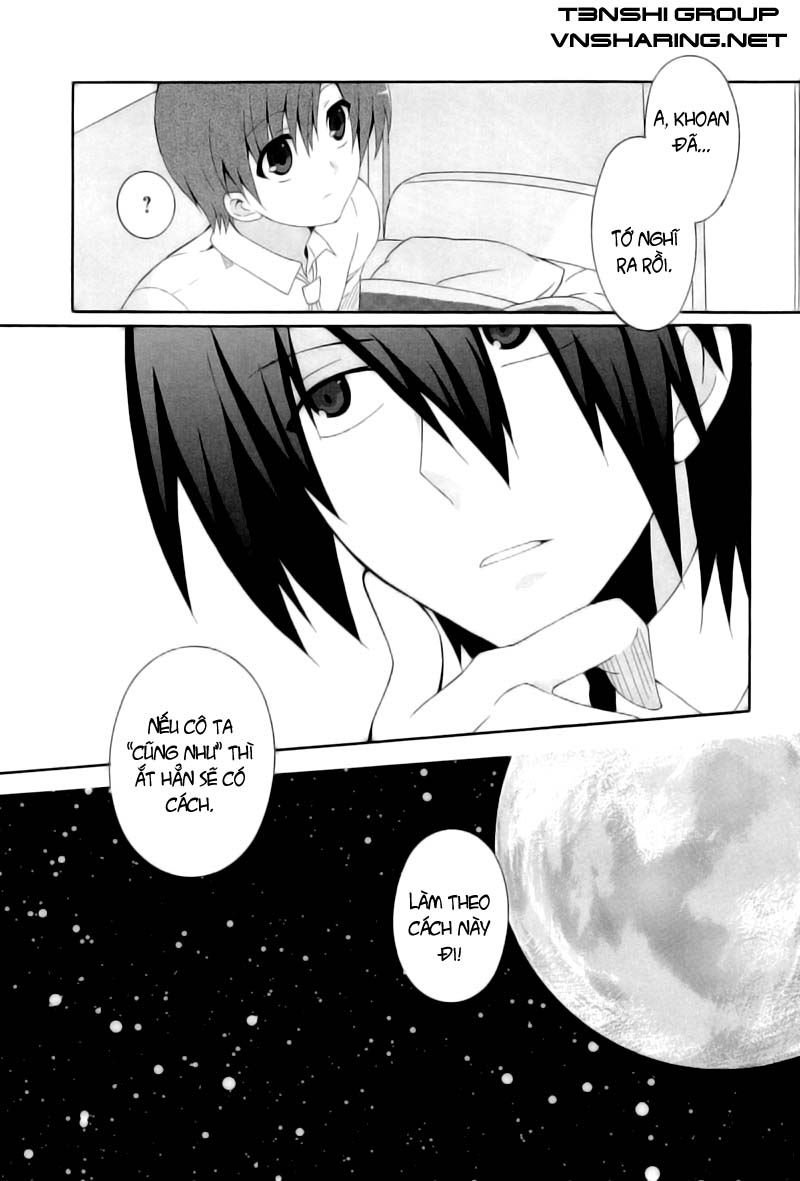 T3NSHI GROUP
VNSHARING.NET
A, KHOAN
ĐÃ...
TỚ NGHĨ
RA RỒI.
?
NẾU CÔ TA
"CŨNG NHƯ" THÌ
ẮT HẲN SẼ CÓ
CÁCH.
LÀM THEO
CÁCH NÀY
ĐI!